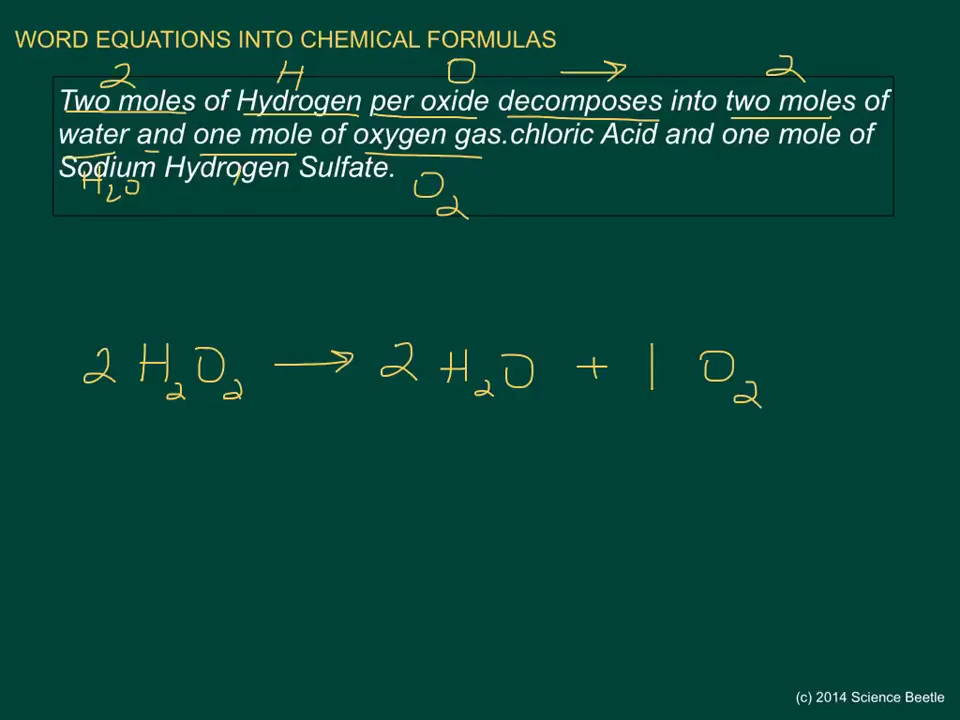 WORD EQUATIONS INTO CHEMICAL FORMULAS
2 H O → 2
Two moles of Hydrogen per oxide decomposes into two moles of
water and one mole of oxygen gas.chloric Acid and one mole of
Sodium Hydrogen Sulfate.
H2O 1 O2
2 H2O2 → 2 H2O + 1 O2
(c) 2014 Science Beetle